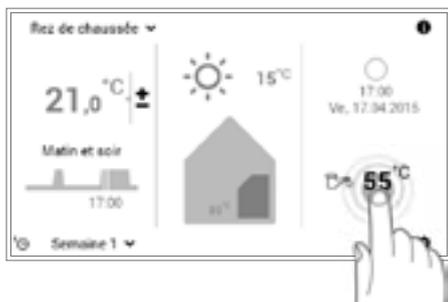 Rez de chaussée
21,0 °C
±
Matin et soir
17:00
Semaine 1
15°C
17:00
Ve, 17.04.2015
55 °C